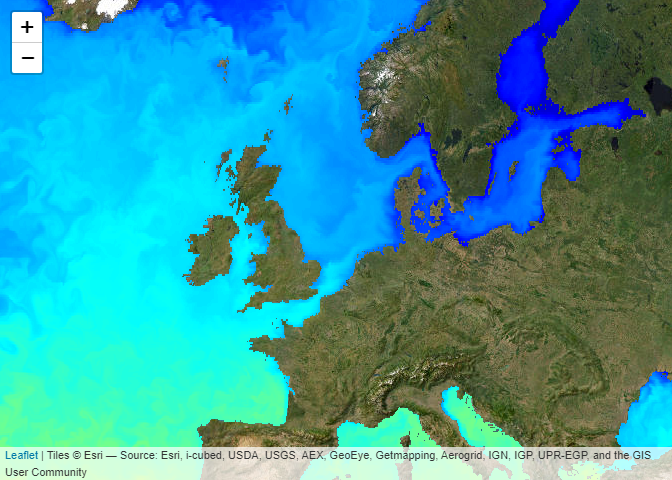 +
−
Leaflet | Tiles © Esri — Source: Esri, i-cubed, USDA, USGS, AEX, GeoEye, Getmapping, Aerogrid, IGN, IGP, UPR-EGP, and the GIS
User Community